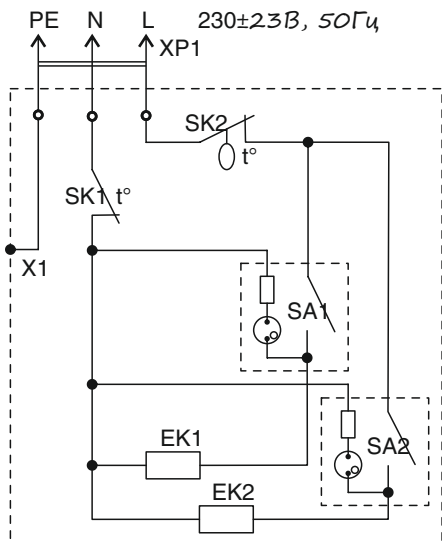 PE N L 230±23В, 50Гц
XP1
SK2
t°
SK1 t°
X1
SA1
SA2
EK1
EK2